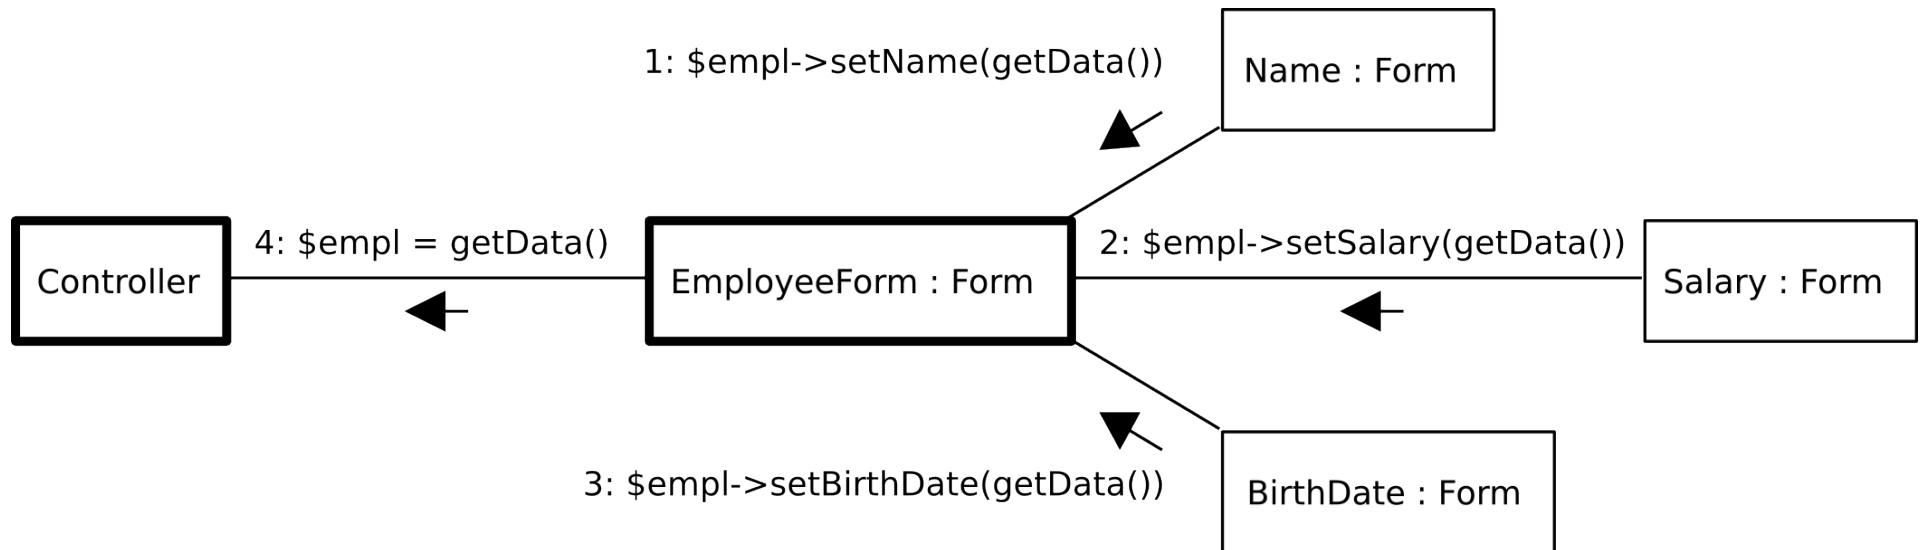 1: $empl->setName(getData())
Name : Form
Controller
4: $empl = getData()
EmployeeForm : Form
2: $empl->setSalary(getData())
Salary : Form
3: $empl->setBirthDate(getData())
BirthDate : Form